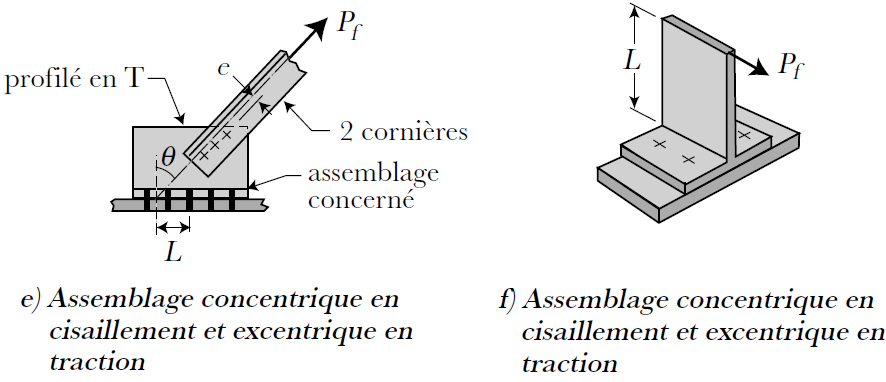 P_f
e
profilé en T
2 cornières
θ
assemblage
concerné
L
e) Assemblage concentrique en
cisaillement et excentrique en
traction
L
P_f
f) Assemblage concentrique en
cisaillement et excentrique en
traction